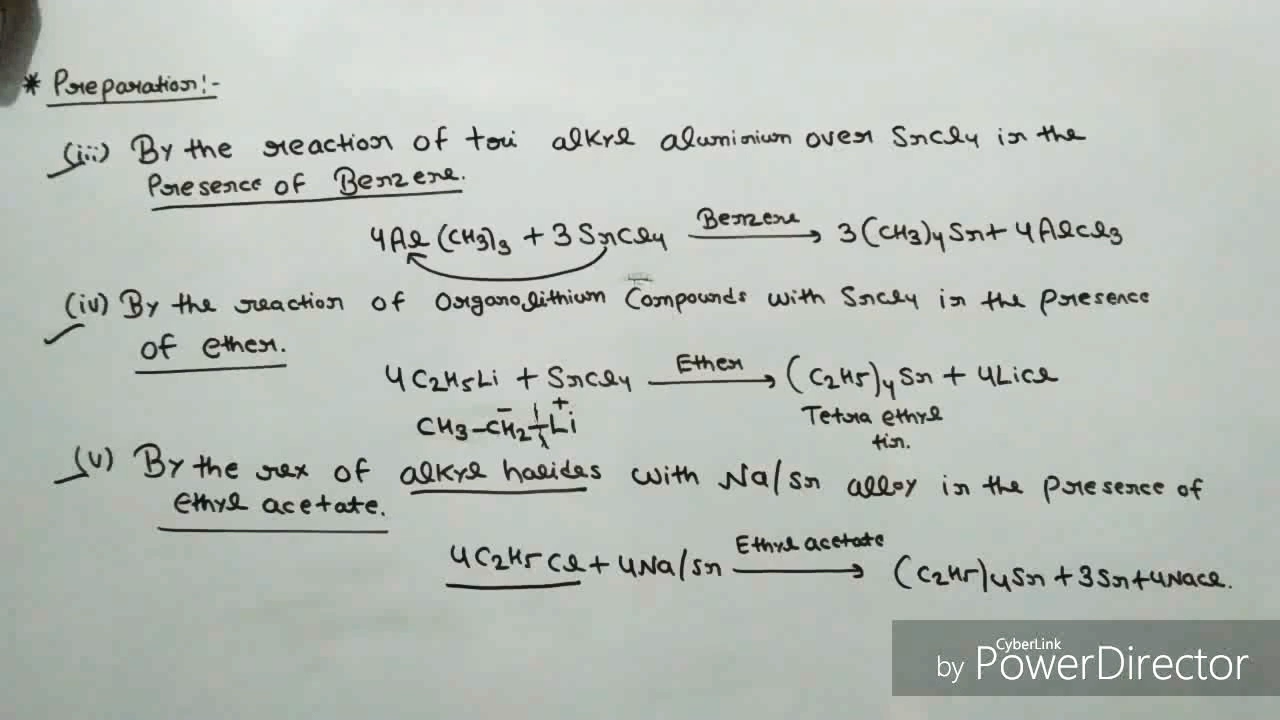 * Preparation:-
(iii) By the reaction of tri alkyl aluminium over SnCl4 in the
Presence of Benzene.
4Al(CH3)3 + 3SnCl4 Benzene → 3(CH3)4Sn + 4AlCl3
(iv) By the reaction of Organolithium Compounds with SnCl4 in the presence
of ether.
4C2H5Li + SnCl4 Ether → (C2H5)4Sn + 4LiCl
CH3-CH2-Li
- +
Tetra ethyl
tin.
(v) By the rex of alkyl halides with Na/Sn alloy in the presence of
Ethyl acetate.
4C2H5Cl + 4Na/Sn Ethyl acetate → (C2H5)4Sn + 3Sn + 4NaCl.
CyberLink
by PowerDirector